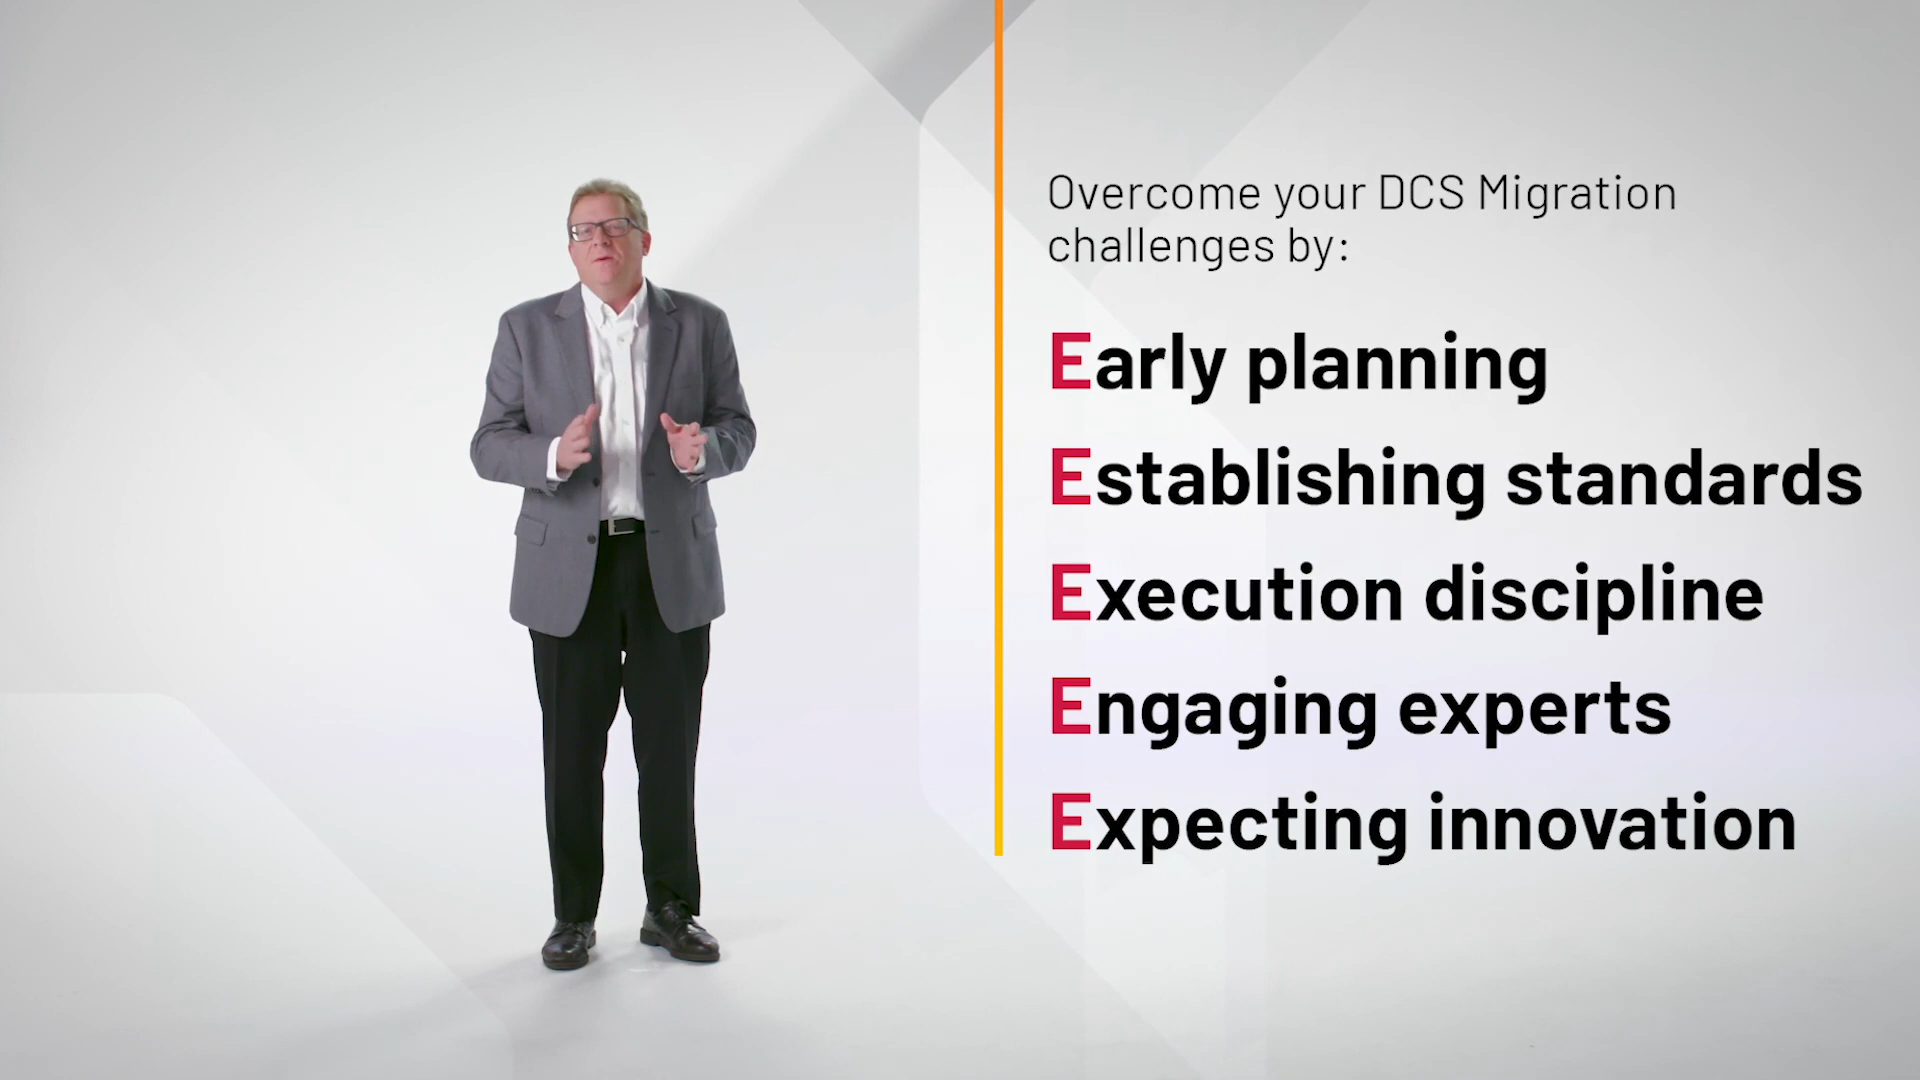 Overcome your DCS Migration
challenges by:
Early planning
Establishing standards
Execution discipline
Engaging experts
Expecting innovation